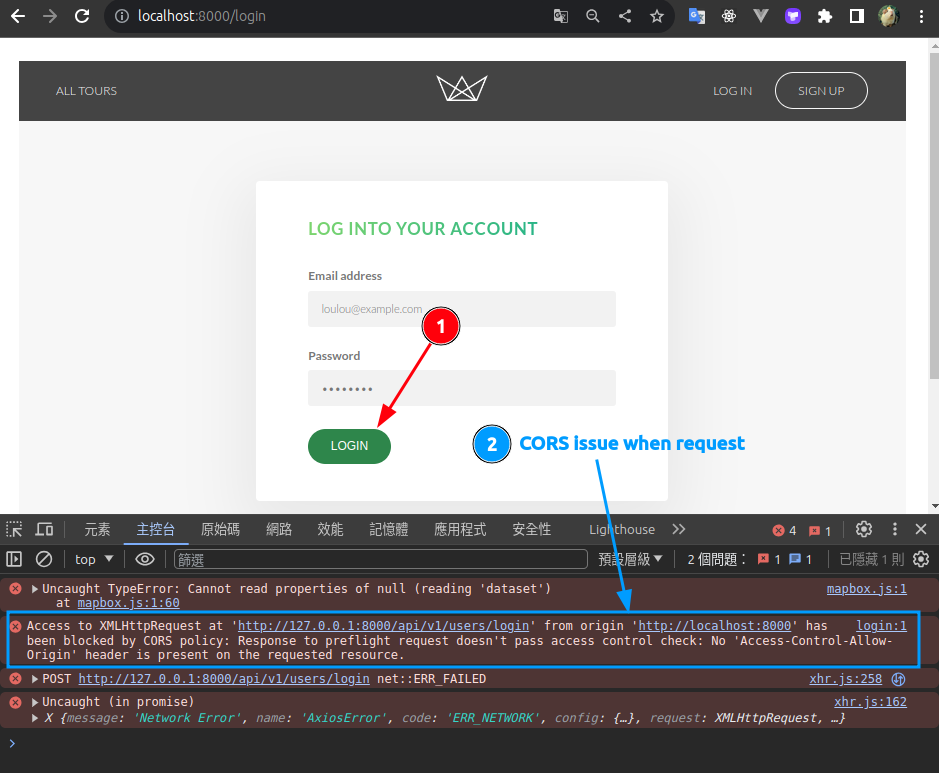 localhost:8000/login
ALL TOURS
LOG IN
SIGN UP
LOG INTO YOUR ACCOUNT
Email address
loulou@example.com
1
Password
••••••••
LOGIN
2 CORS issue when request
元素 主控台 原始碼 網路 效能 記憶體 應用程式 安全性 Lighthouse 4 1
top 篩選 預設層級 2 個問題： 1 1 已隱藏 1 則
Uncaught TypeError: Cannot read properties of null (reading 'dataset') mapbox.js:1
at mapbox.js:1:60
Access to XMLHttpRequest at 'http://127.0.0.1:8000/api/v1/users/login' from origin 'http://localhost:8000' has login:1
been blocked by CORS policy: Response to preflight request doesn't pass access control check: No 'Access-Control-Allow-
Origin' header is present on the requested resource.
POST http://127.0.0.1:8000/api/v1/users/login net::ERR_FAILED xhr.js:258
Uncaught (in promise) xhr.js:162
X {message: 'Network Error', name: 'AxiosError', code: 'ERR_NETWORK', config: {…}, request: XMLHttpRequest, …}